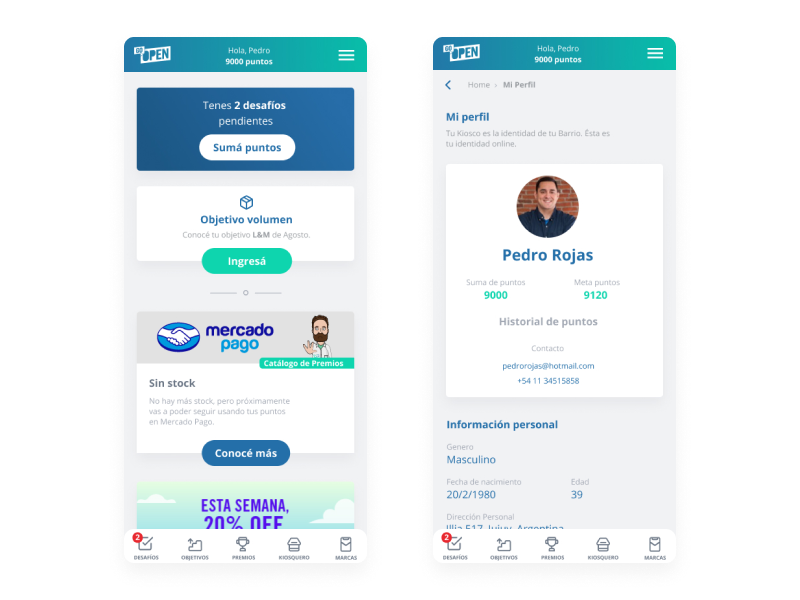 GO OPEN
Hola, Pedro
9000 puntos
Tenes 2 desafíos
pendientes
Sumá puntos
Objetivo volumen
Conocé tu objetivo L&M de Agosto.
Ingresá
mercado
pago
Catálogo de Premios
Sin stock
No hay más stock, pero próximamente
vas a poder seguir usando tus puntos
en Mercado Pago.
Conocé más
ESTA SEMANA,
20% OFF
2
DESAFÍOS
OBJETIVOS
PREMIOS
KIOSQUERO
MARCAS
GO OPEN
Hola, Pedro
9000 puntos
Home › Mi Perfil
Mi perfil
Tu Kiosco es la identidad de tu Barrio. Ésta es
tu identidad online.
Pedro Rojas
Suma de puntos
9000
Meta puntos
9120
Historial de puntos
Contacto
pedrorojas@hotmail.com
+54 11 34515858
Información personal
Genero
Masculino
Fecha de nacimiento
20/2/1980
Edad
39
Dirección Personal
Illia 517, Jujuy, Argentina
2
DESAFÍOS
OBJETIVOS
PREMIOS
KIOSQUERO
MARCAS